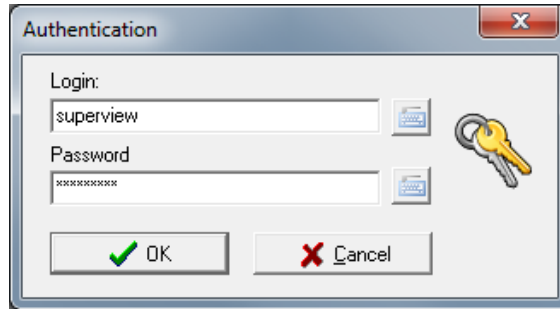 Authentication
Login:
superview
Password
*********
OK
Cancel